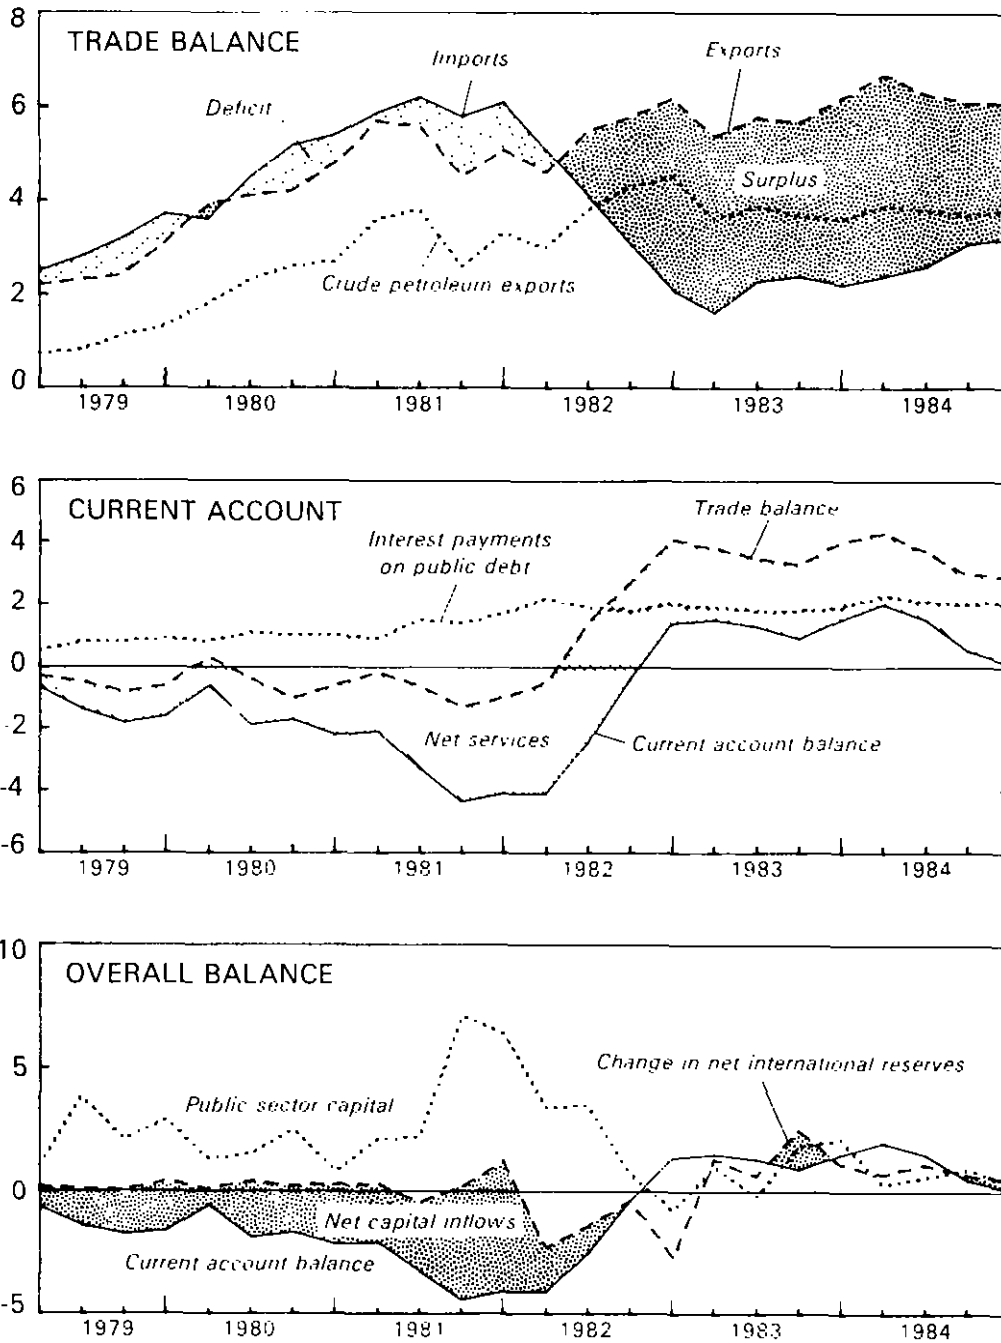 8
TRADE BALANCE
Imports
Exports
Deficit
6
4
Surplus
Crude petroleum exports
2
0
1979 1980 1981 1982 1983 1984
6
CURRENT ACCOUNT
Trade balance
Interest payments
on public debt
4
2
0
-2
Net services
Current account balance
-4
-6
1979 1980 1981 1982 1983 1984
10
OVERALL BALANCE
Change in net international reserves
5
Public sector capital
0
Net capital inflows
Current account balance
-5
1979 1980 1981 1982 1983 1984